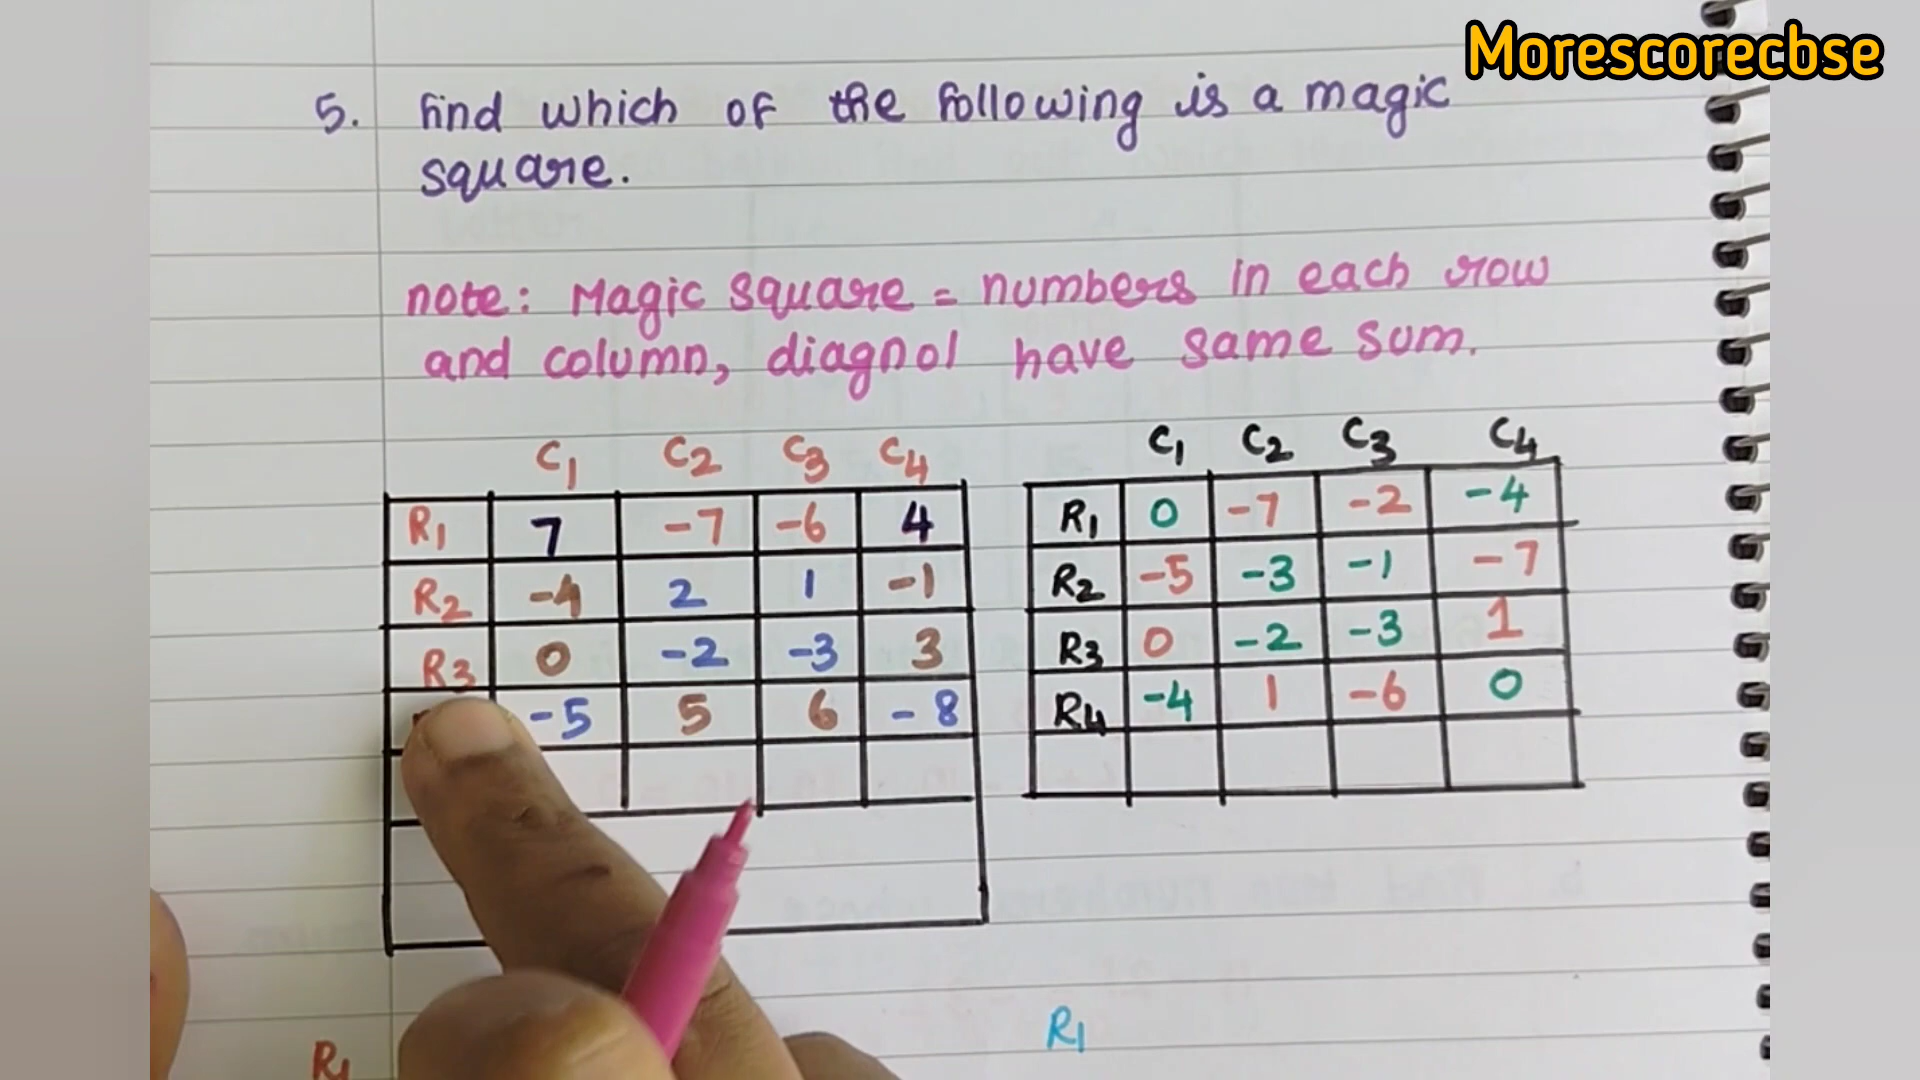 Morescorecbse
5. find which of the following is a magic
square.
note: Magic square = numbers in each row
and column, diagnol have same sum.
C1 C2 C3 C4
R1 7 -7 -6 4
R2 -4 2 1 -1
R3 0 -2 -3 3
-5 5 6 -8
C1 C2 C3 C4
R1 0 -7 -2 -4
R2 -5 -3 -1 -7
R3 0 -2 -3 1
R4 -4 1 -6 0
R1
R1